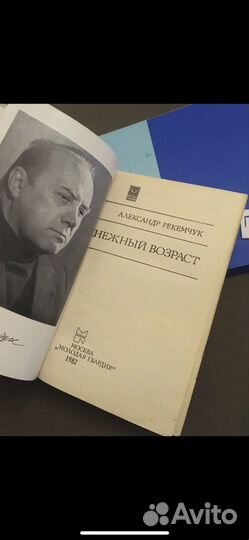 АЛЕКСАНДР РЕКЕМЧУК
НЕЖНЫЙ ВОЗРАСТ
МОСКВА
„МОЛОДАЯ ГВАРДИЯ"
1982
Avito